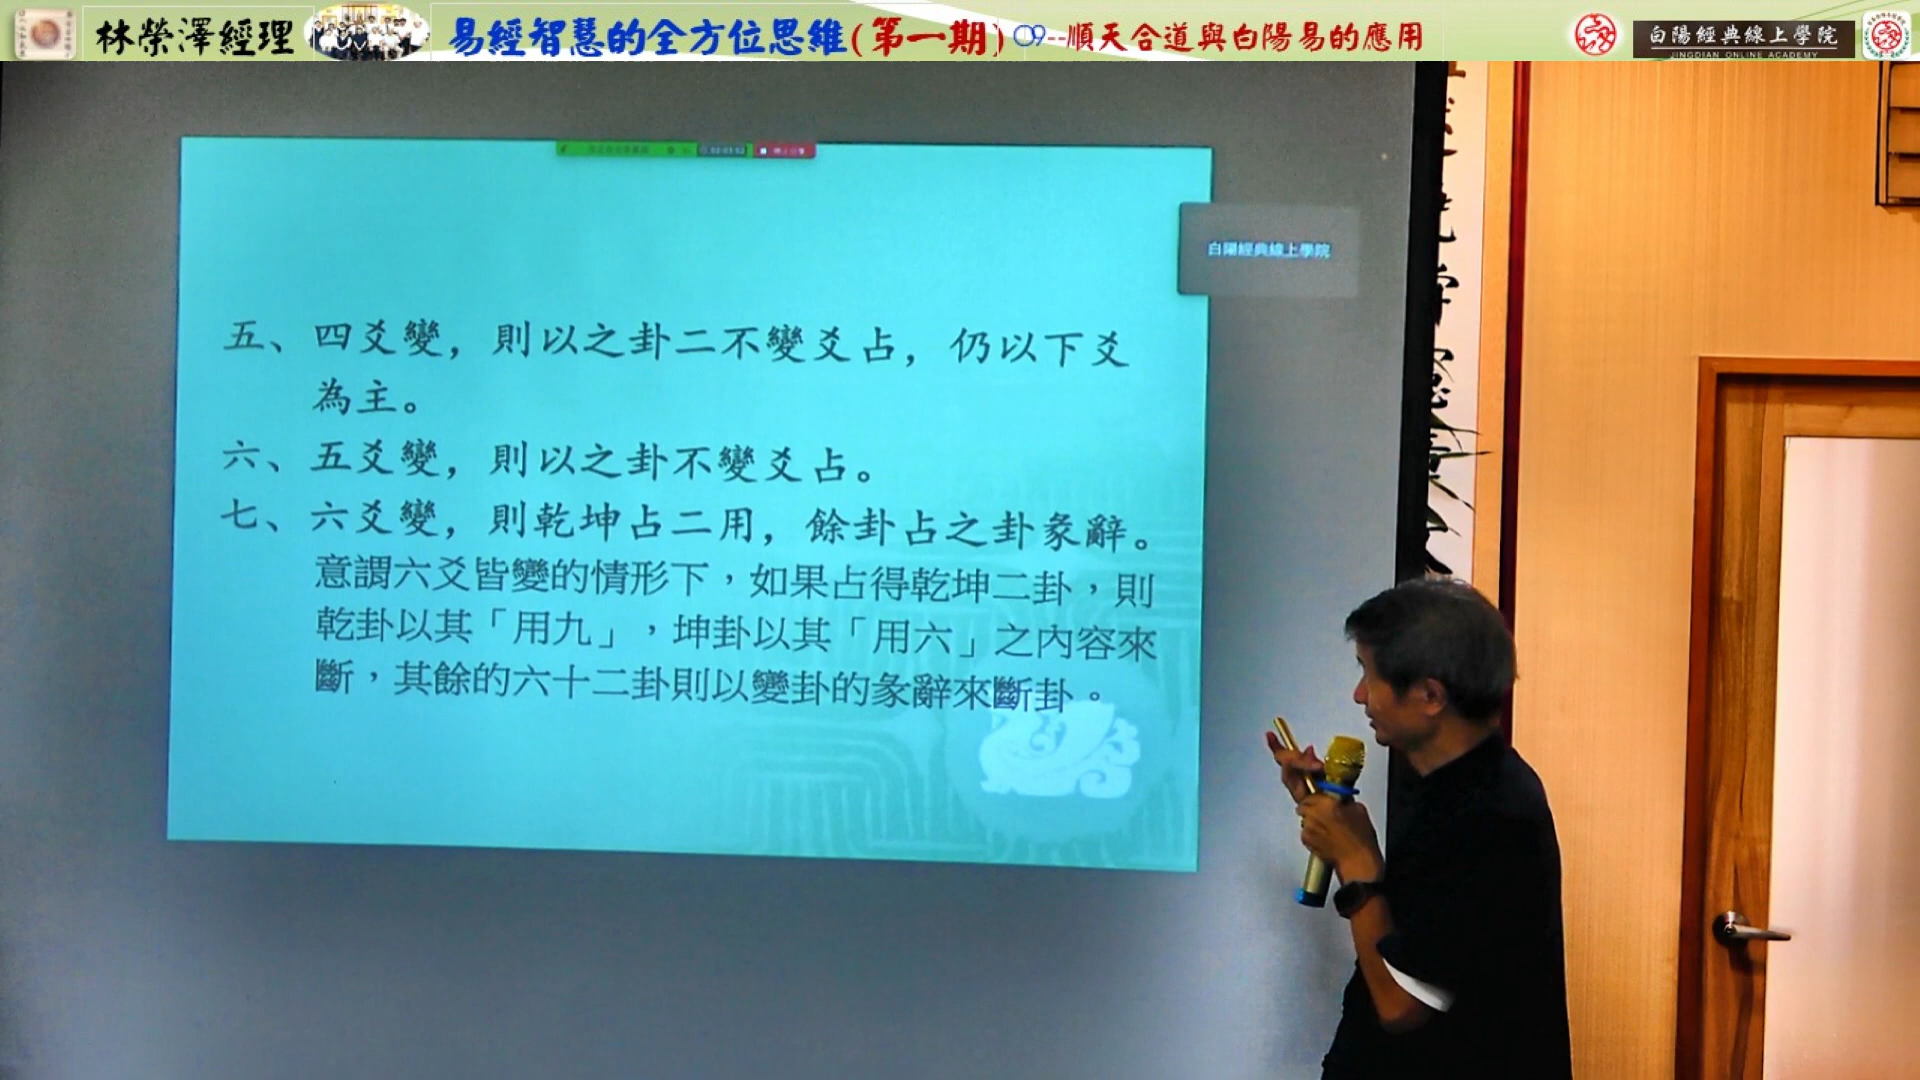 林榮澤經理
易經智慧的全方位思維(第一期)
09--順天合道與白陽易的應用
白陽經典線上學院
JINGDIAN ONLINE ACADEMY
白陽經典線上學院
五、四爻變，則以之卦二不變爻占，仍以下爻
為主。
六、五爻變，則以之卦不變爻占。
七、六爻變，則乾坤占二用，餘卦占之卦彖辭。
意謂六爻皆變的情形下，如果占得乾坤二卦，則
乾卦以其「用九」，坤卦以其「用六」之內容來
斷，其餘的六十二卦則以變卦的彖辭來斷卦。